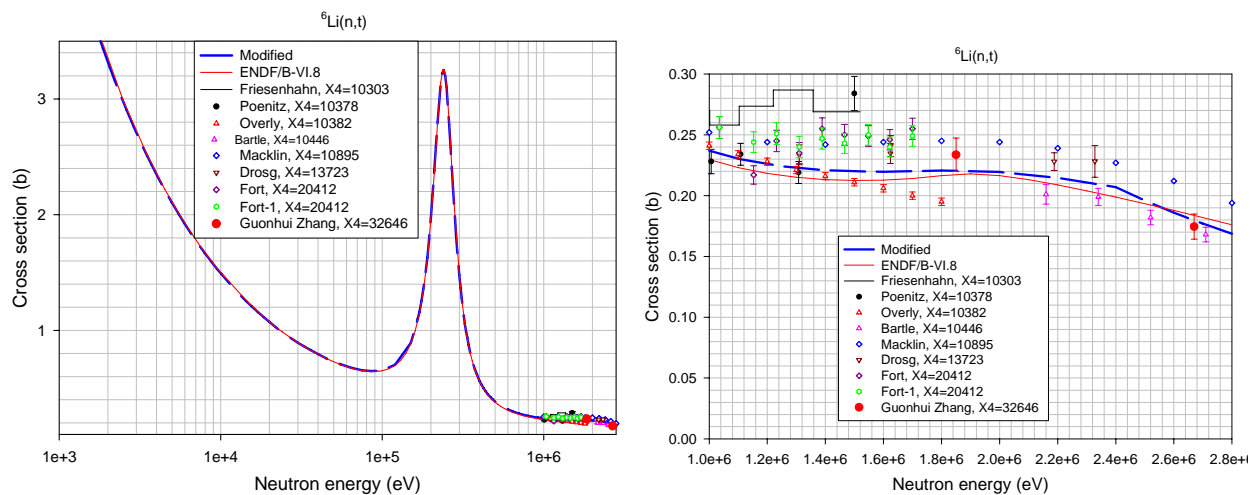 ⁶Li(n,t)
Cross section (b)
3
2
1
Modified
ENDF/B-VI.8
Friesenhahn, X4=10303
Poenitz, X4=10378
Overly, X4=10382
Bartle, X4=10446
Macklin, X4=10895
Drosg, X4=13723
Fort, X4=20412
Fort-1, X4=20412
Guonhui Zhang, X4=32646
1e+3 1e+4 1e+5 1e+6
Neutron energy (eV)
⁶Li(n,t)
Cross section (b)
0.30
0.25
0.20
0.15
0.10
0.05
0.00
Modified
ENDF/B-VI.8
Friesenhahn, X4=10303
Poenitz, X4=10378
Overly, X4=10382
Bartle, X4=10446
Macklin, X4=10895
Drosg, X4=13723
Fort, X4=20412
Fort-1, X4=20412
Guonhui Zhang, X4=32646
1.0e+6 1.2e+6 1.4e+6 1.6e+6 1.8e+6 2.0e+6 2.2e+6 2.4e+6 2.6e+6 2.8e+6
Neutron energy (eV)